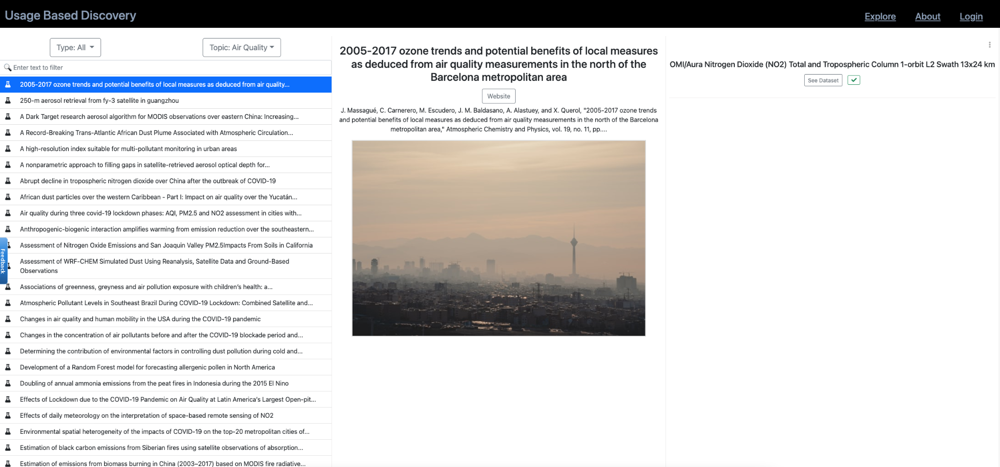 Usage Based Discovery
Explore
About
Login
Type: All
Topic: Air Quality
Enter text to filter
2005-2017 ozone trends and potential benefits of local measures as deduced from air quality...
250-m aerosol retrieval from fy-3 satellite in guangzhou
A Dark Target research aerosol algorithm for MODIS observations over eastern China: Increasing...
A Record-Breaking Trans-Atlantic African Dust Plume Associated with Atmospheric Circulation...
A high-resolution index suitable for multi-pollutant monitoring in urban areas
A nonparametric approach to filling gaps in satellite-retrieved aerosol optical depth for...
Abrupt decline in tropospheric nitrogen dioxide over China after the outbreak of COVID-19
African dust particles over the western Caribbean - Part I: Impact on air quality over the Yucatán...
Air quality during three covid-19 lockdown phases: AQI, PM2.5 and NO2 assessment in cities with...
Anthropogenic-biogenic interaction amplifies warming from emission reduction over the southeastern...
Assessment of Nitrogen Oxide Emissions and San Joaquin Valley PM2.5Impacts From Soils in California
Assessment of WRF-CHEM Simulated Dust Using Reanalysis, Satellite Data and Ground-Based
Observations
Associations of greenness, greyness and air pollution exposure with children's health: a...
Atmospheric Pollutant Levels in Southeast Brazil During COVID-19 Lockdown: Combined Satellite and...
Changes in air quality and human mobility in the USA during the COVID-19 pandemic
Changes in the concentration of air pollutants before and after the COVID-19 blockade period and...
Determining the contribution of environmental factors in controlling dust pollution during cold and...
Development of a Random Forest model for forecasting allergenic pollen in North America
Doubling of annual ammonia emissions from the peat fires in Indonesia during the 2015 El Nino
Effects of Lockdown due to the COVID-19 Pandemic on Air Quality at Latin America's Largest Open-pit...
Effects of daily meteorology on the interpretation of space-based remote sensing of NO2
Environmental spatial heterogeneity of the impacts of COVID-19 on the top-20 metropolitan cities of...
Estimation of black carbon emissions from Siberian fires using satellite observations of absorption...
Estimation of emissions from biomass burning in China (2003–2017) based on MODIS fire radiative...
Feedback
2005-2017 ozone trends and potential benefits of local measures
as deduced from air quality measurements in the north of the
Barcelona metropolitan area
Website
J. Massagué, C. Carnerero, M. Escudero, J. M. Baldasano, A. Alastuey, and X. Querol, "2005-2017 ozone trends
and potential benefits of local measures as deduced from air quality measurements in the north of the Barcelona
metropolitan area," Atmospheric Chemistry and Physics, vol. 19, no. 11, pp....
OMI/Aura Nitrogen Dioxide (NO2) Total and Tropospheric Column 1-orbit L2 Swath 13x24 km
See Dataset